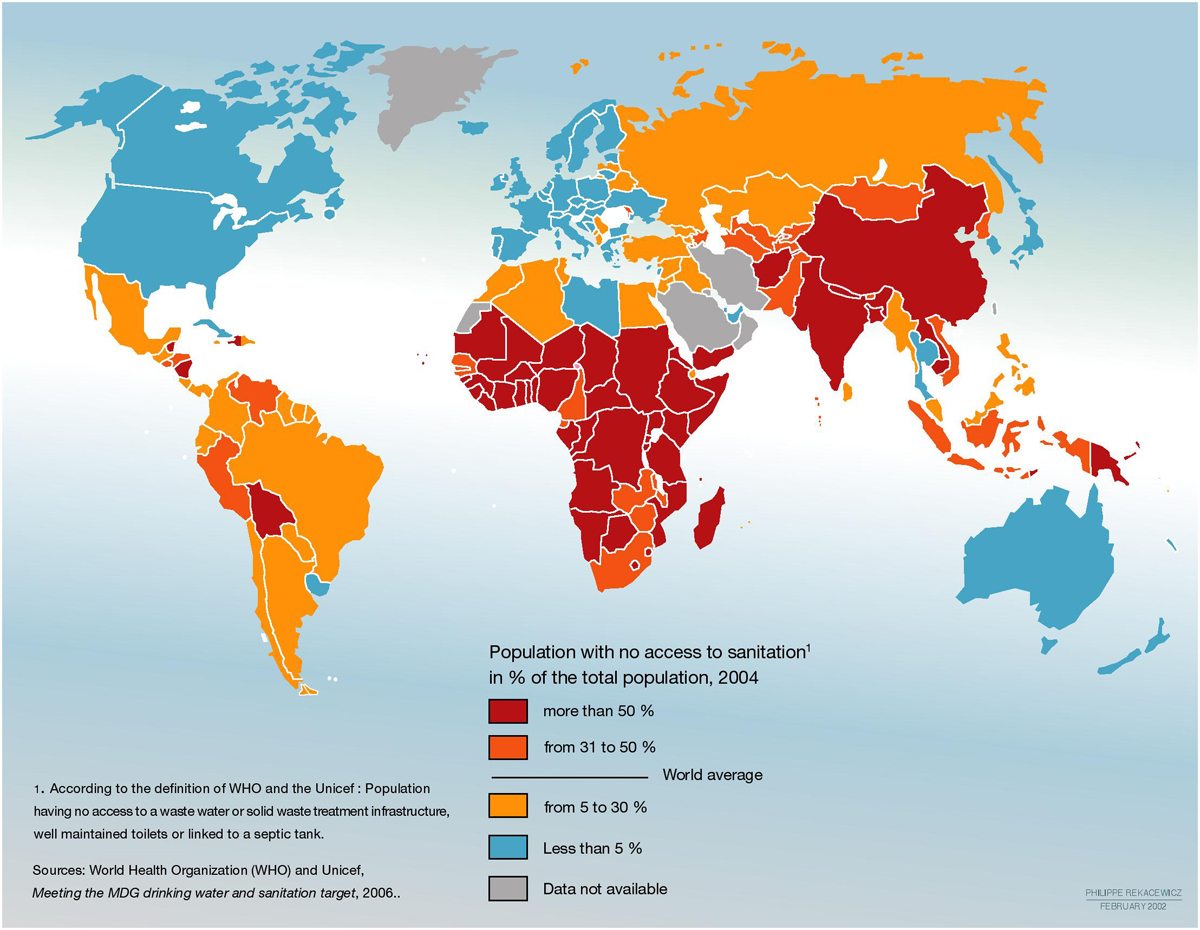 Population with no access to sanitation¹
in % of the total population, 2004
more than 50 %
from 31 to 50 %
World average
from 5 to 30 %
Less than 5 %
Data not available
1. According to the definition of WHO and the Unicef : Population
having no access to a waste water or solid waste treatment infrastructure,
well maintained toilets or linked to a septic tank.
Sources: World Health Organization (WHO) and Unicef,
Meeting the MDG drinking water and sanitation target, 2006..
PHILIPPE REKACEWICZ
FEBRUARY 2002